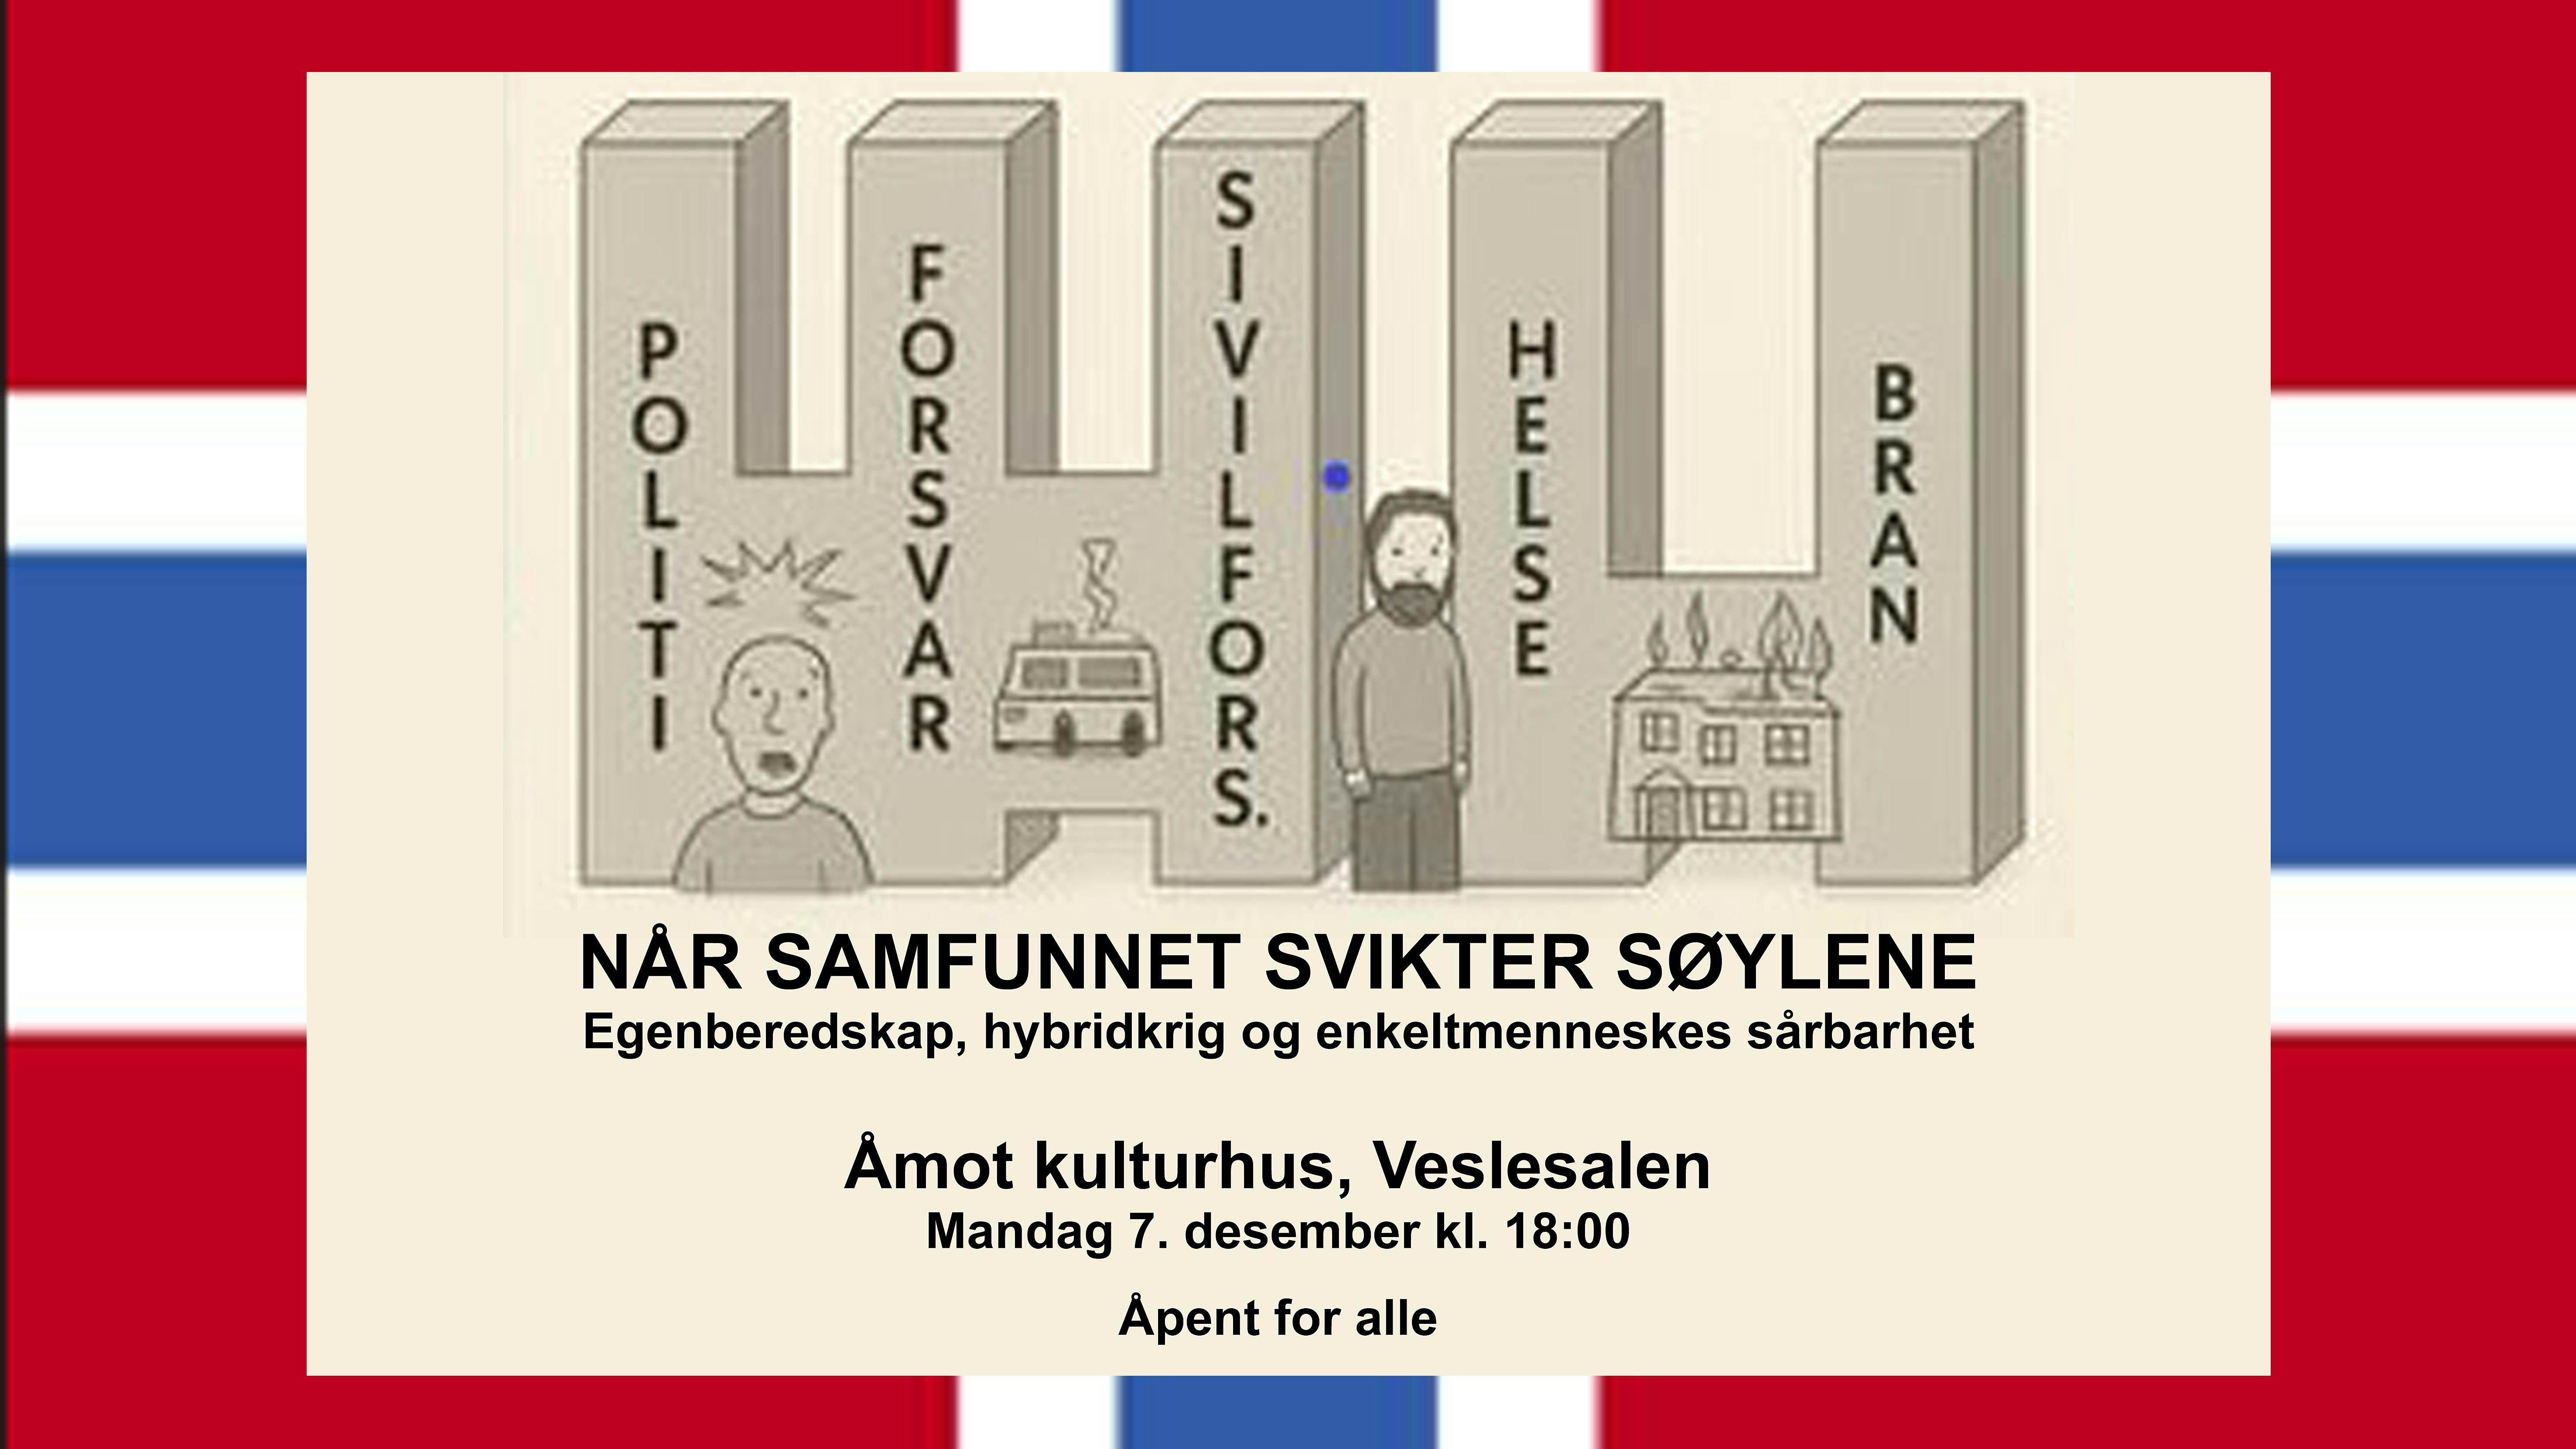 POLITI
FORSVAR
SIVILFORS.
HELSE
BRAN
NÅR SAMFUNNET SVIKTER SØYLENE
Egenberedskap, hybridkrig og enkeltmenneskes sårbarhet
Åmot kulturhus, Veslesalen
Mandag 7. desember kl. 18:00
Åpent for alle